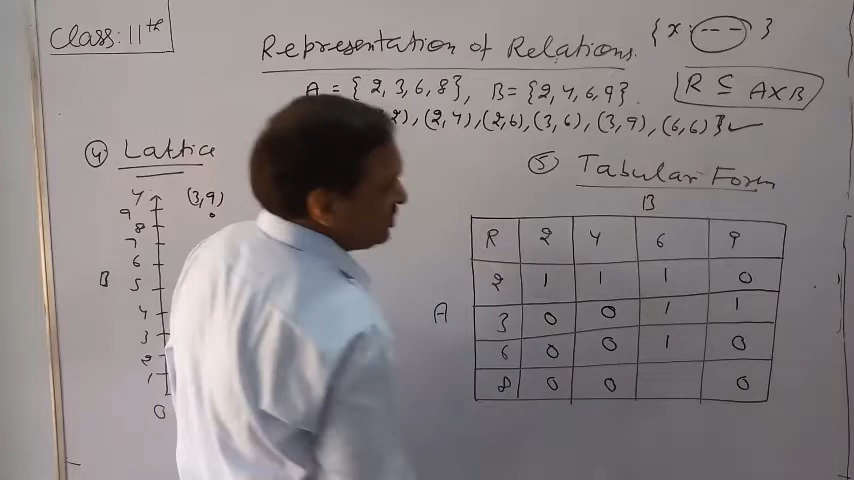 Class: 11th
Representation of Relations. {x: ---}
A = {2, 3, 6, 8}, B = {2, 4, 6, 9} R ⊆ A×B
2), (2, 4), (2, 6), (3, 6), (3, 9), (6, 6)} ✓
④ Lattice
⑤ Tabular Form
Y (3, 9)
9
8
7
6
B 5
4
3
2
1
0
B
R 2 4 6 9
2 1 1 1 0
A
3 0 0 1 1
6 0 0 1 0
8 0 0 0